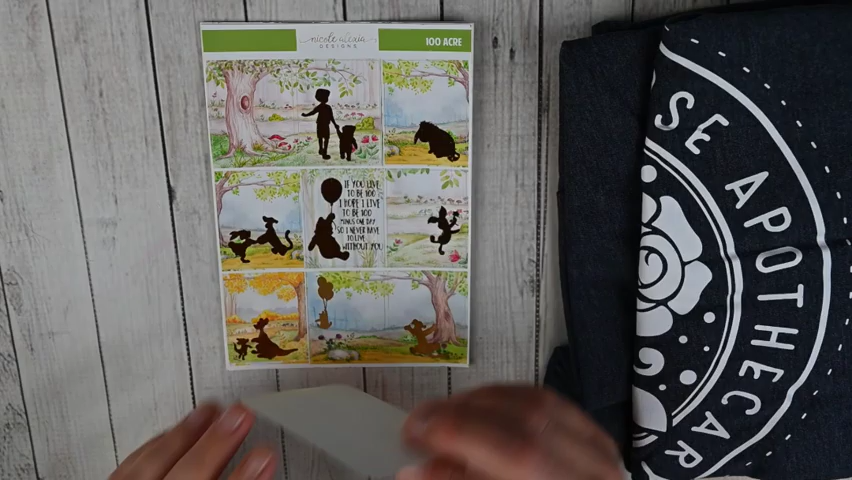 nicole alexia
DESIGNS
100 ACRE
IF YOU LIVE
TO BE 100
I HOPE I LIVE
TO BE 100
MINUS ONE DAY
SO I NEVER HAVE
TO LIVE
WITHOUT YOU
SE APOTHECAR